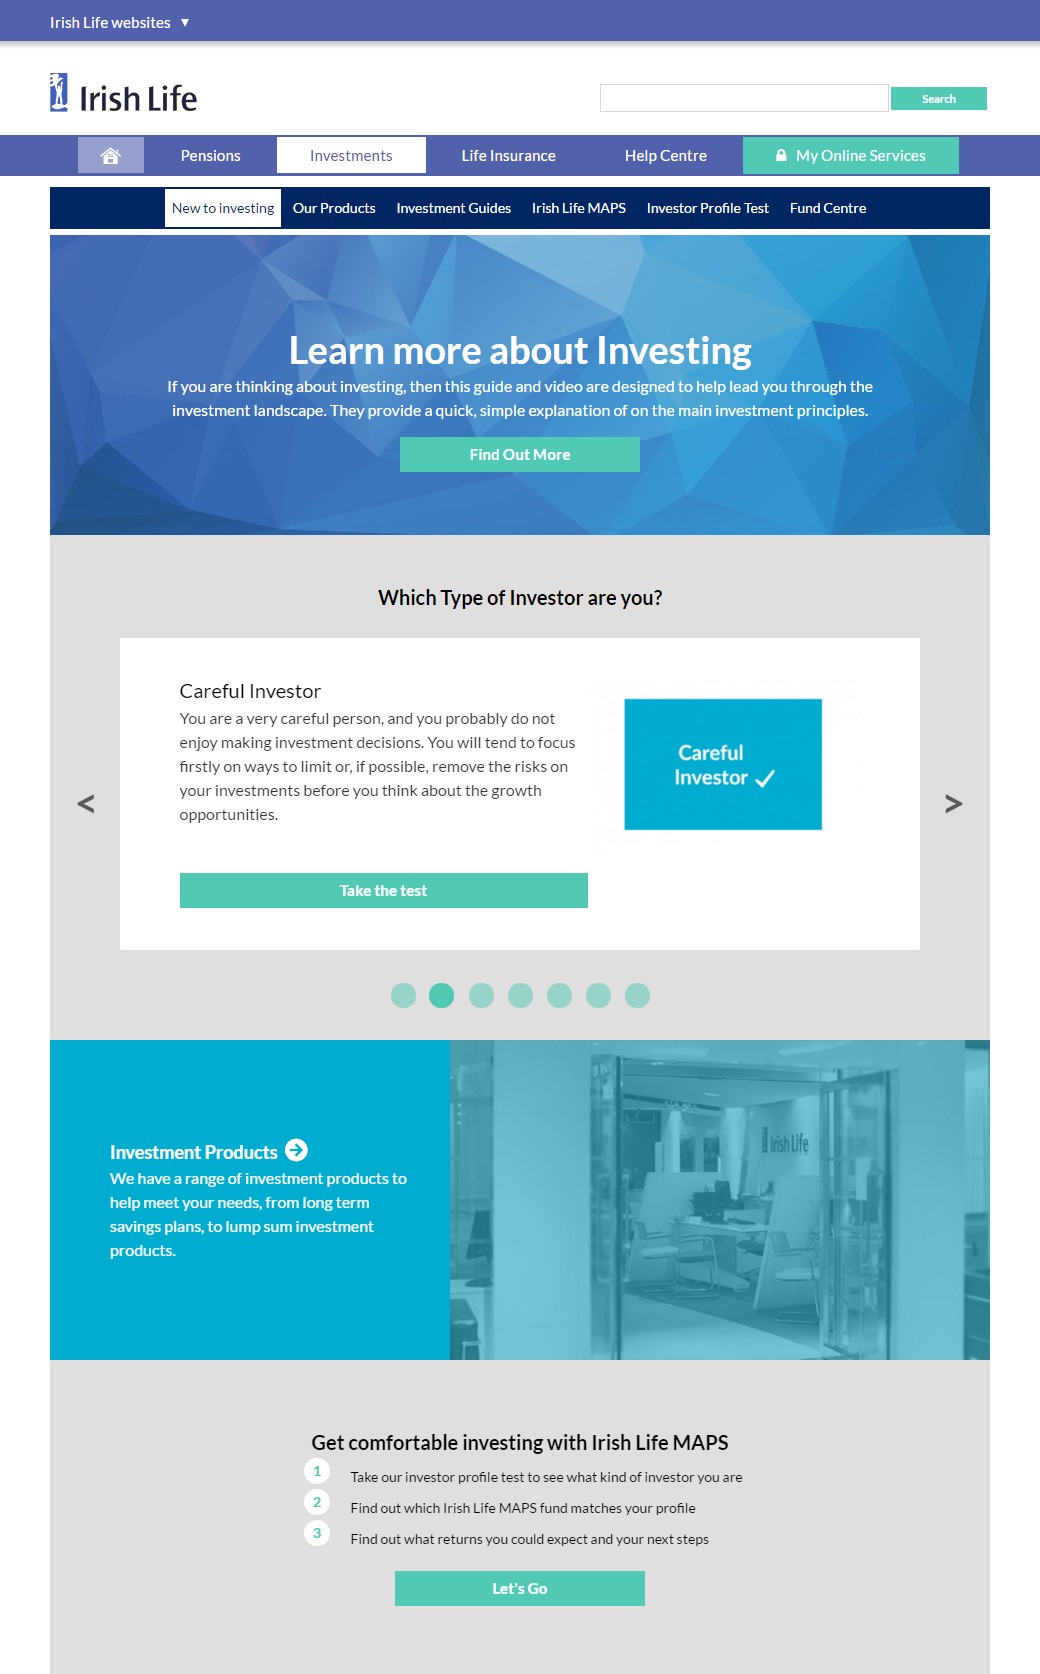 Irish Life websites ▼
Irish Life
Search
Pensions
Investments
Life Insurance
Help Centre
My Online Services
New to investing
Our Products
Investment Guides
Irish Life MAPS
Investor Profile Test
Fund Centre
Learn more about Investing
If you are thinking about investing, then this guide and video are designed to help lead you through the
investment landscape. They provide a quick, simple explanation of on the main investment principles.
Find Out More
Which Type of Investor are you?
Careful Investor
You are a very careful person, and you probably do not
enjoy making investment decisions. You will tend to focus
firstly on ways to limit or, if possible, remove the risks on
your investments before you think about the growth
opportunities.
Careful
Investor ✓
<
>
Take the test
Investment Products
We have a range of investment products to
help meet your needs, from long term
savings plans, to lump sum investment
products.
Irish Life
Get comfortable investing with Irish Life MAPS
1 Take our investor profile test to see what kind of investor you are
2 Find out which Irish Life MAPS fund matches your profile
3 Find out what returns you could expect and your next steps
Let's Go